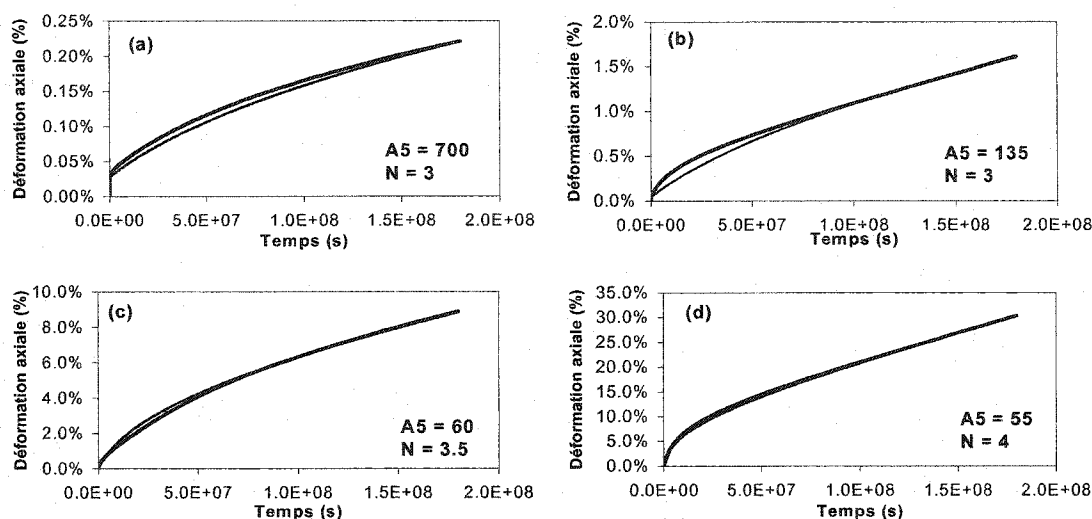 Déformation axiale (%)
0.25%
0.20%
0.15%
0.10%
0.05%
0.00%
(a)
A5 = 700
N = 3
0.0E+00 5.0E+07 1.0E+08 1.5E+08 2.0E+08
Temps (s)
Déformation axiale (%)
2.0%
1.5%
1.0%
0.5%
0.0%
(b)
A5 = 135
N = 3
0.0E+00 5.0E+07 1.0E+08 1.5E+08 2.0E+08
Temps (s)
Déformation axiale (%)
10.0%
8.0%
6.0%
4.0%
2.0%
0.0%
(c)
A5 = 60
N = 3.5
0.0E+00 5.0E+07 1.0E+08 1.5E+08 2.0E+08
Temps (s)
Déformation axiale (%)
35.0%
30.0%
25.0%
20.0%
15.0%
10.0%
5.0%
0.0%
(d)
A5 = 55
N = 4
0.0E+00 5.0E+07 1.0E+08 1.5E+08 2.0E+08
Temps (s)